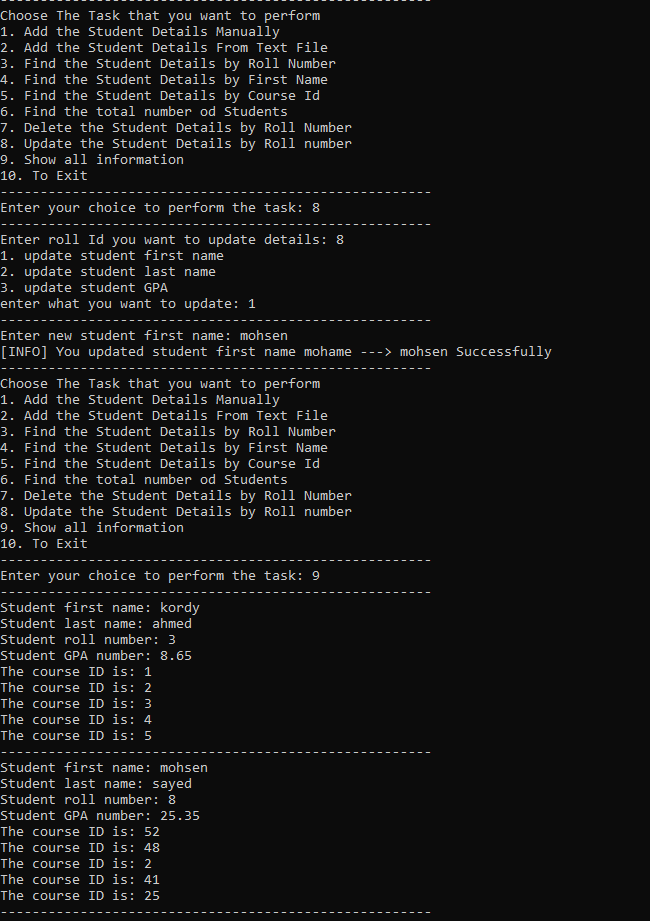 ------------------------------------------------------
Choose The Task that you want to perform
1. Add the Student Details Manually
2. Add the Student Details From Text File
3. Find the Student Details by Roll Number
4. Find the Student Details by First Name
5. Find the Student Details by Course Id
6. Find the total number od Students
7. Delete the Student Details by Roll Number
8. Update the Student Details by Roll number
9. Show all information
10. To Exit
------------------------------------------------------
Enter your choice to perform the task: 8
------------------------------------------------------
Enter roll Id you want to update details: 8
1. update student first name
2. update student last name
3. update student GPA
enter what you want to update: 1
------------------------------------------------------
Enter new student first name: mohsen
[INFO] You updated student first name mohame ---> mohsen Successfully
------------------------------------------------------
Choose The Task that you want to perform
1. Add the Student Details Manually
2. Add the Student Details From Text File
3. Find the Student Details by Roll Number
4. Find the Student Details by First Name
5. Find the Student Details by Course Id
6. Find the total number od Students
7. Delete the Student Details by Roll Number
8. Update the Student Details by Roll number
9. Show all information
10. To Exit
------------------------------------------------------
Enter your choice to perform the task: 9
------------------------------------------------------
Student first name: kordy
Student last name: ahmed
Student roll number: 3
Student GPA number: 8.65
The course ID is: 1
The course ID is: 2
The course ID is: 3
The course ID is: 4
The course ID is: 5
------------------------------------------------------
Student first name: mohsen
Student last name: sayed
Student roll number: 8
Student GPA number: 25.35
The course ID is: 52
The course ID is: 48
The course ID is: 2
The course ID is: 41
The course ID is: 25
------------------------------------------------------